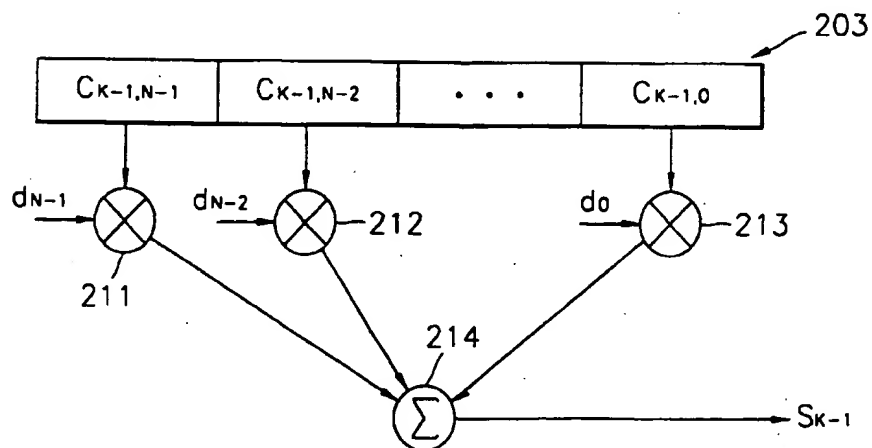 203
CK-1,N-1 CK-1,N-2 · · · CK-1,0
dN-1 dN-2 d0
211 212 213
214
Σ SK-1